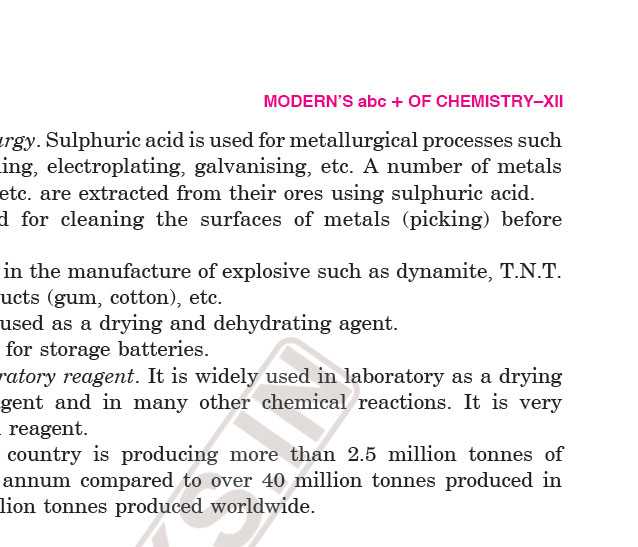 MODERN'S abc + OF CHEMISTRY–XII
urgy. Sulphuric acid is used for metallurgical processes such
ling, electroplating, galvanising, etc. A number of metals
etc. are extracted from their ores using sulphuric acid.
d for cleaning the surfaces of metals (picking) before
in the manufacture of explosive such as dynamite, T.N.T.
ucts (gum, cotton), etc.
used as a drying and dehydrating agent.
for storage batteries.
ratory reagent. It is widely used in laboratory as a drying
gent and in many other chemical reactions. It is very
reagent.
country is producing more than 2.5 million tonnes of
annum compared to over 40 million tonnes produced in
lion tonnes produced worldwide.